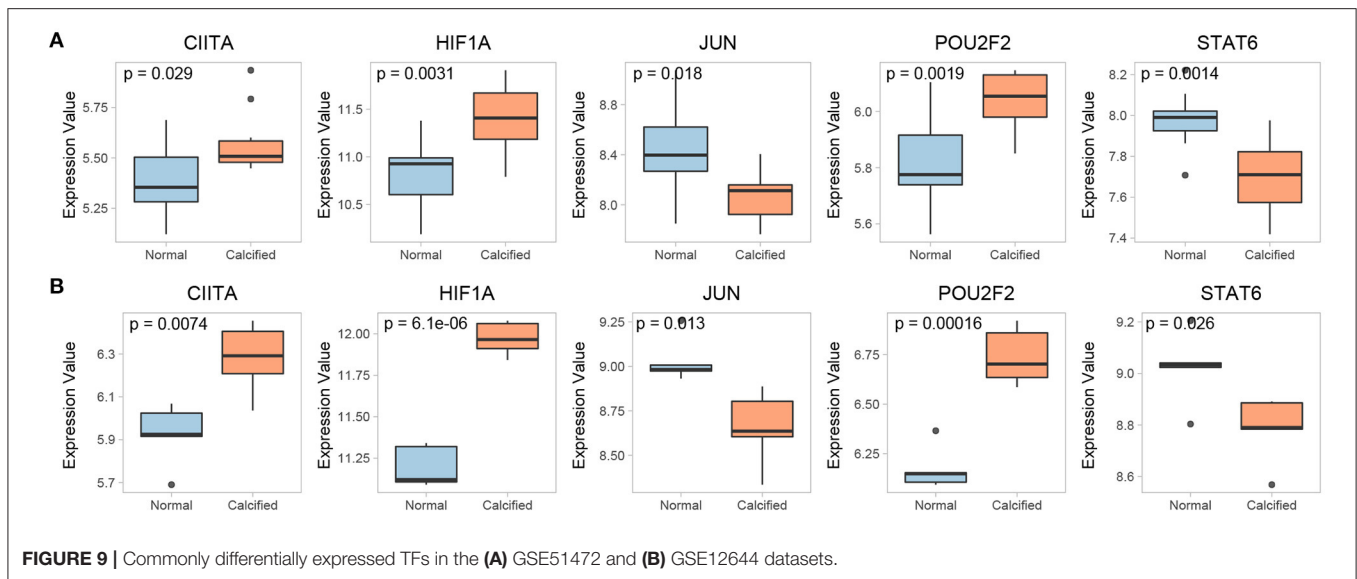 A
CIITA
HIF1A
JUN
POU2F2
STAT6
p = 0.029
p = 0.0031
p = 0.018
p = 0.0019
p = 0.0014
Expression Value
5.75
5.50
5.25
Expression Value
11.5
11.0
10.5
Expression Value
8.8
8.4
8.0
Expression Value
6.0
5.8
5.6
Expression Value
8.2
8.0
7.8
7.6
7.4
Normal
Calcified
Normal
Calcified
Normal
Calcified
Normal
Calcified
Normal
Calcified
B
CIITA
HIF1A
JUN
POU2F2
STAT6
p = 0.0074
p = 6.1e-06
p = 0.013
p = 0.00016
p = 0.026
Expression Value
6.3
6.1
5.9
5.7
Expression Value
12.00
11.75
11.50
11.25
Expression Value
9.25
9.00
8.75
8.50
Expression Value
6.75
6.50
6.25
Expression Value
9.2
9.0
8.8
8.6
Normal
Calcified
Normal
Calcified
Normal
Calcified
Normal
Calcified
Normal
Calcified
FIGURE 9 | Commonly differentially expressed TFs in the (A) GSE51472 and (B) GSE12644 datasets.